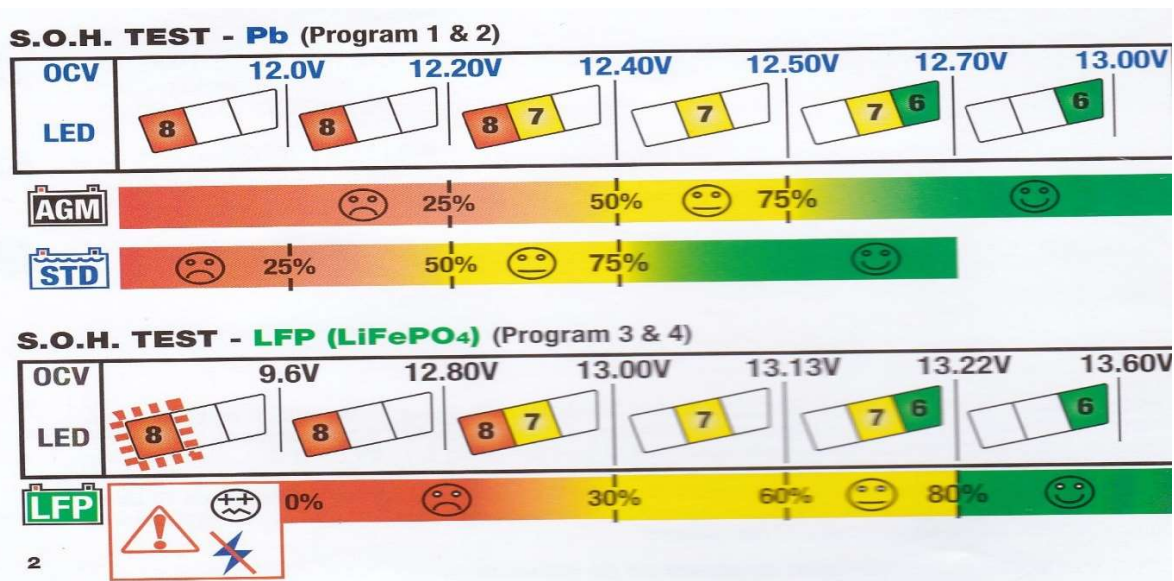 S.O.H. TEST - Pb (Program 1 & 2)
OCV 12.0V 12.20V 12.40V 12.50V 12.70V 13.00V
LED 8 8 8 7 7 7 6 6
AGM 25% 50% 75%
STD 25% 50% 75%
S.O.H. TEST - LFP (LiFePO4) (Program 3 & 4)
OCV 9.6V 12.80V 13.00V 13.13V 13.22V 13.60V
LED 8 8 8 7 7 7 6 6
LFP 0% 30% 60% 80%
2